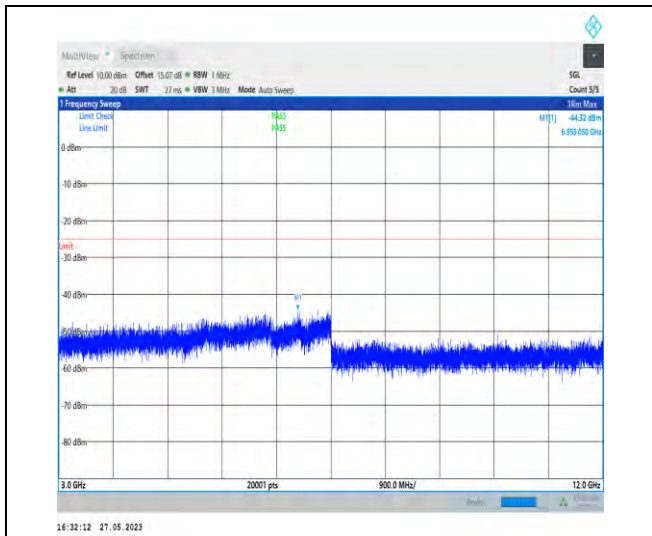 MultiView Spectrum
Ref Level 10.00 dBm Offset 15.07 dB RBW 1 MHz SGL
Att 20 dB SWT 27 ms VBW 3 MHz Mode Auto Sweep Count 5/5
1 Frequency Sweep 1Rm Max
Limit Check PASS M1[1] -44.32 dBm
Line Limit PASS 6.955 050 GHz
0 dBm
-10 dBm
-20 dBm
Limit
-30 dBm
-40 dBm
M1
-50 dBm
-60 dBm
-70 dBm
-80 dBm
3.0 GHz 20001 pts 900.0 MHz/ 12.0 GHz
Ready
16:32:12 27.05.2023